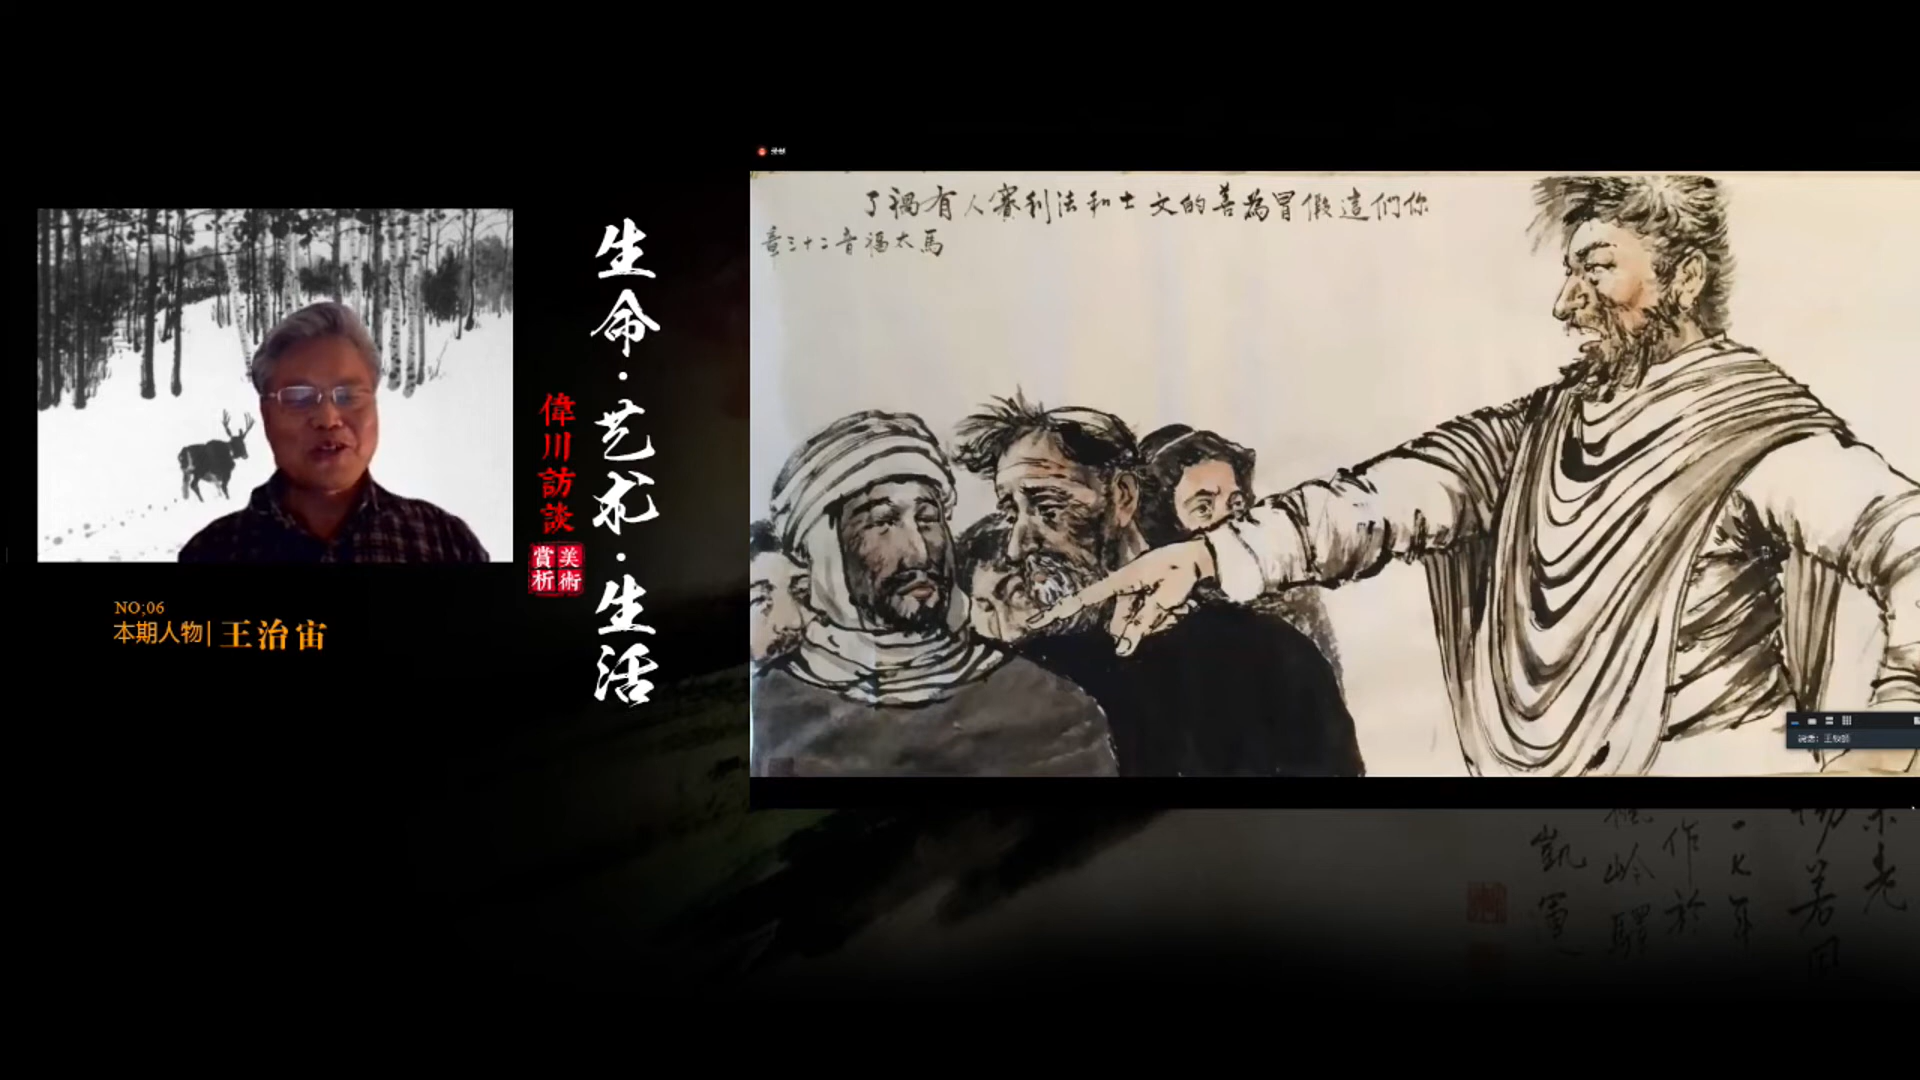 生命·艺术·生活
偉川訪談
美術
賞析
NO;06
本期人物| 王治宙
你們這假冒為善的文士和法利賽人有禍了
馬太福音二十三章
作於